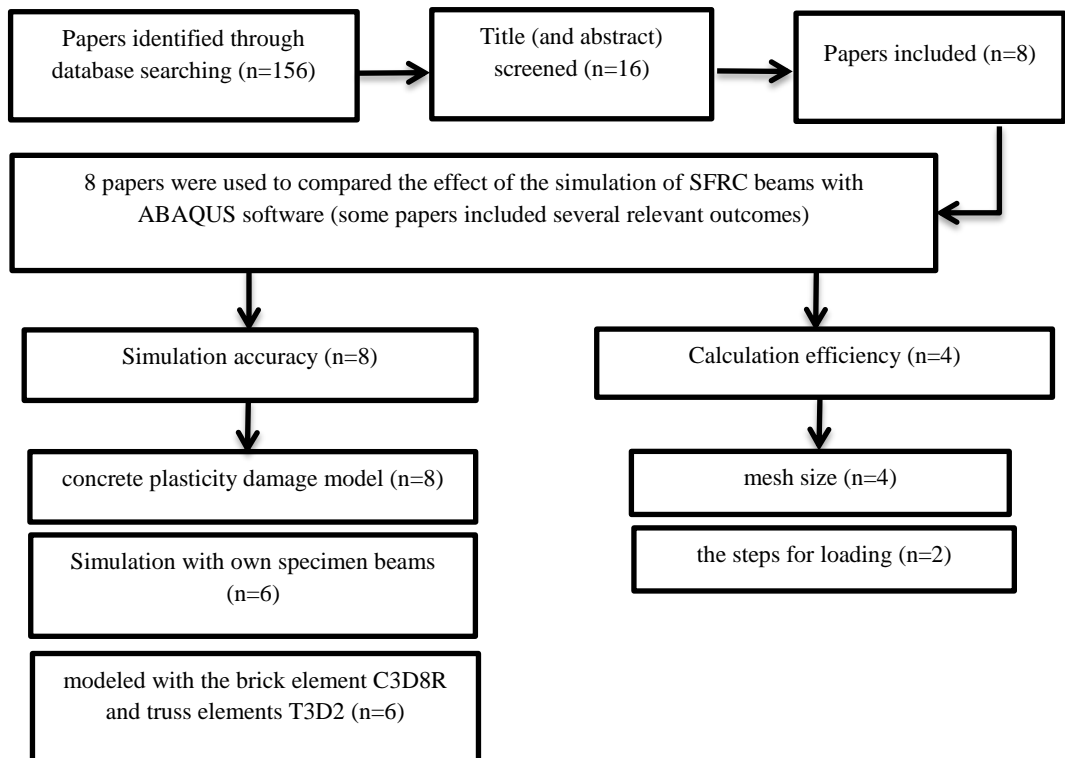 Papers identified through
database searching (n=156)
Title (and abstract)
screened (n=16)
Papers included (n=8)
8 papers were used to compared the effect of the simulation of SFRC beams with
ABAQUS software (some papers included several relevant outcomes)
Simulation accuracy (n=8)
Calculation efficiency (n=4)
concrete plasticity damage model (n=8)
mesh size (n=4)
Simulation with own specimen beams
(n=6)
the steps for loading (n=2)
modeled with the brick element C3D8R
and truss elements T3D2 (n=6)